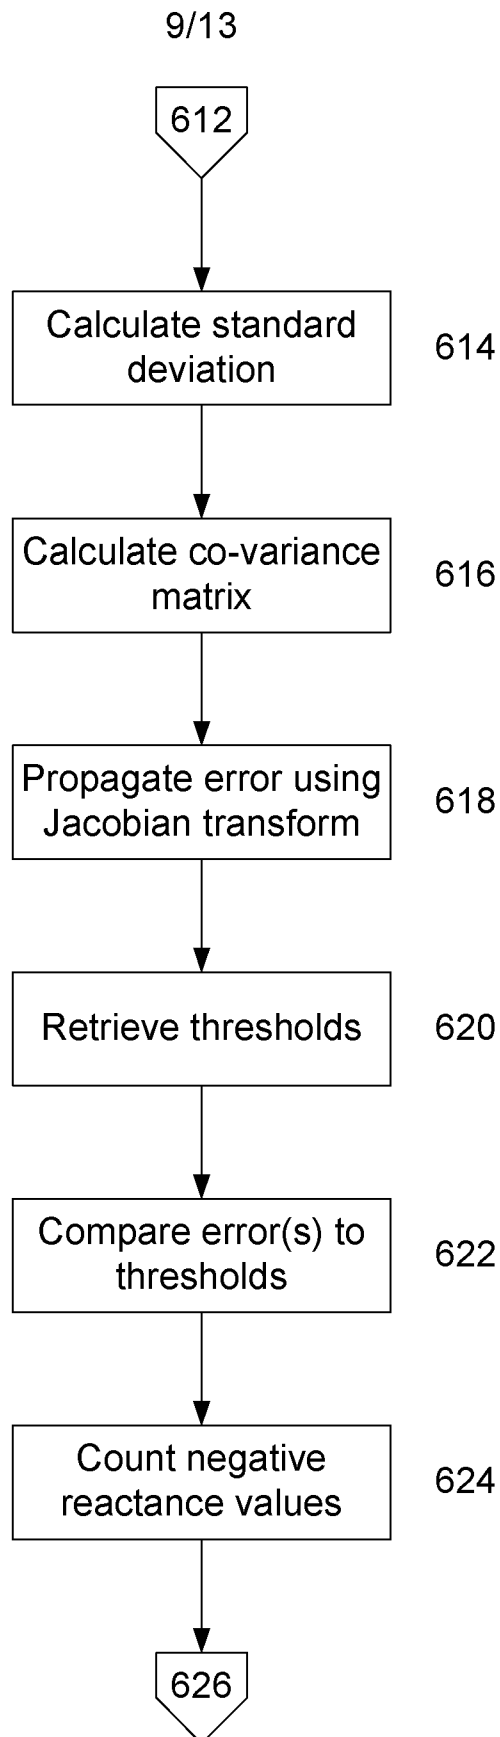 9/13
612
Calculate standard
deviation
614
Calculate co-variance
matrix
616
Propagate error using
Jacobian transform
618
Retrieve thresholds
620
Compare error(s) to
thresholds
622
Count negative
reactance values
624
626